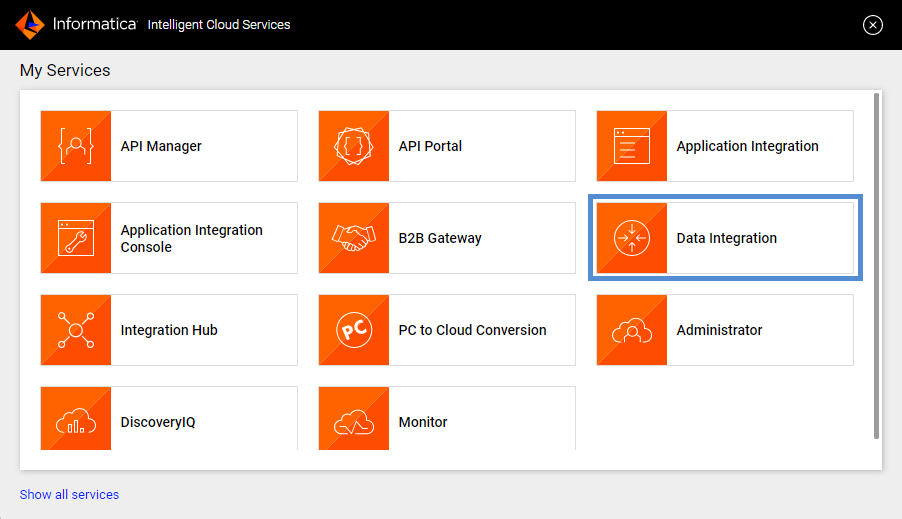 Informatica Intelligent Cloud Services
My Services
API Manager
API Portal
Application Integration
Application Integration
Console
B2B Gateway
Data Integration
Integration Hub
PC
PC to Cloud Conversion
Administrator
DiscoveryIQ
Monitor
Show all services